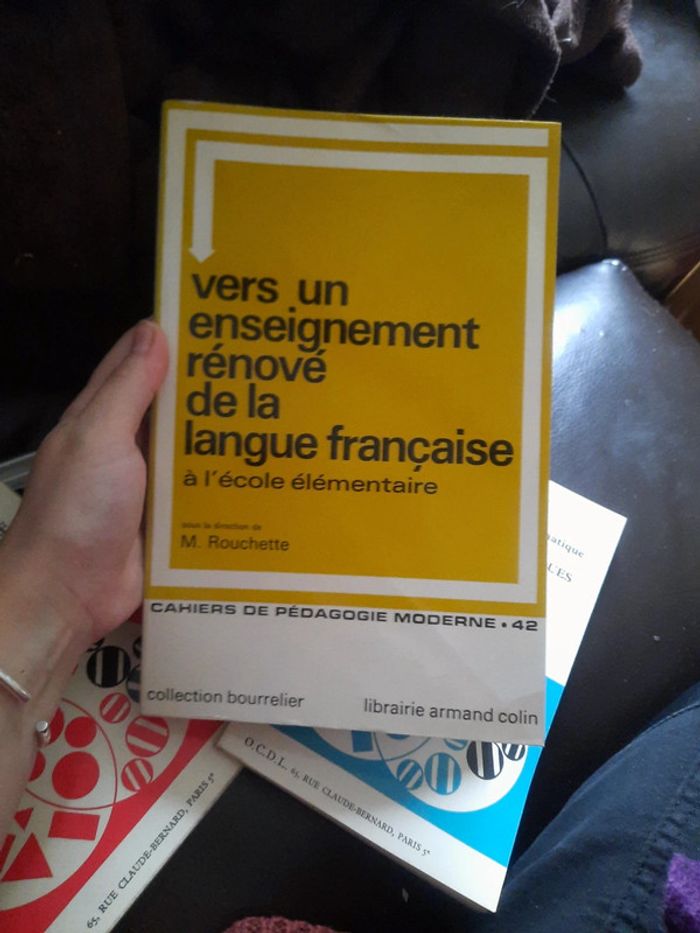 vers un
enseignement
rénové
de la
langue française
à l'école élémentaire
sous la direction de
M. Rouchette
CAHIERS DE PÉDAGOGIE MODERNE • 42
collection bourrelier
librairie armand colin
O.C.D.L. 65, RUE CLAUDE-BERNARD, PARIS 5e
65, RUE CLAUDE-BERNARD, PARIS 5e